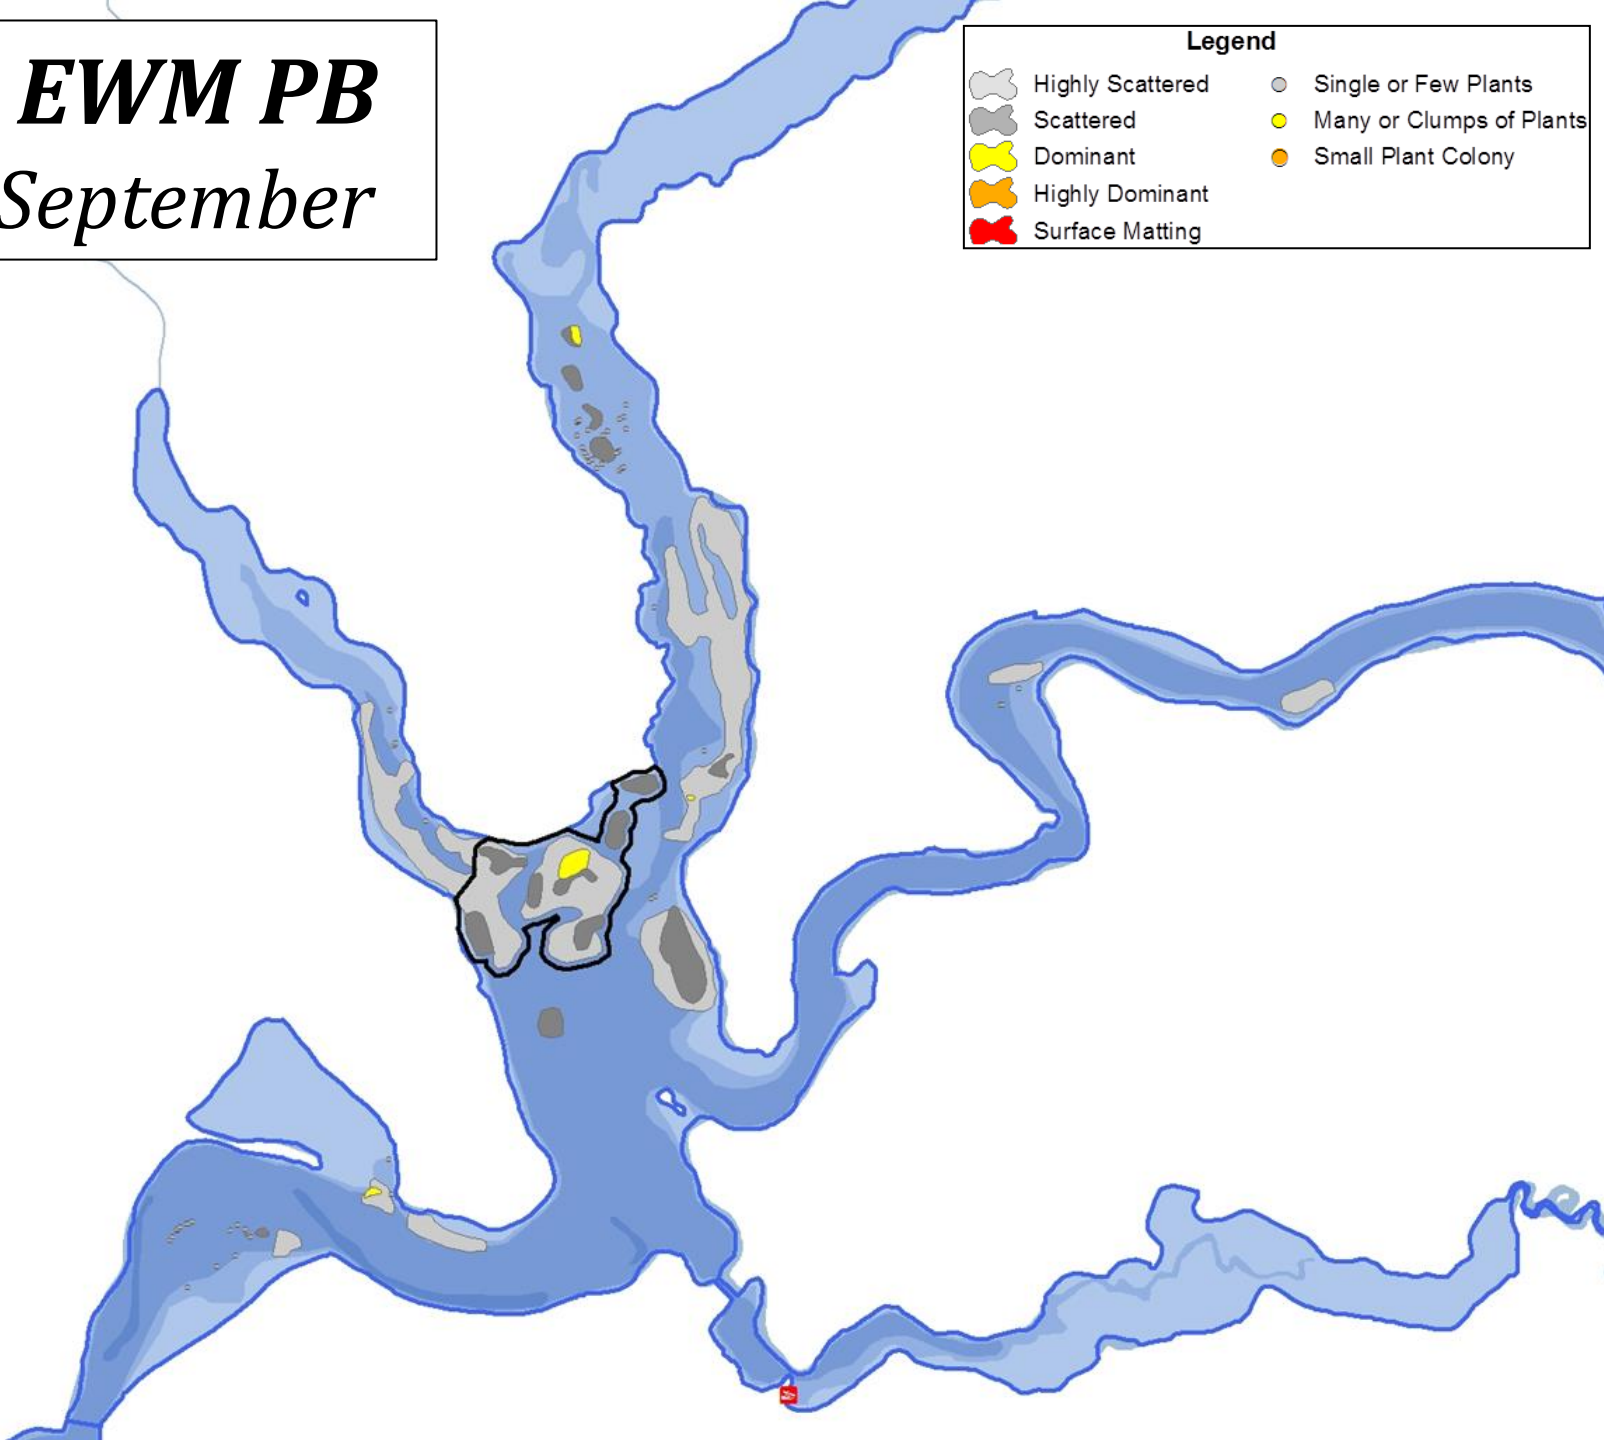 EWM PB
September
Legend
Highly Scattered
Scattered
Dominant
Highly Dominant
Surface Matting
Single or Few Plants
Many or Clumps of Plants
Small Plant Colony